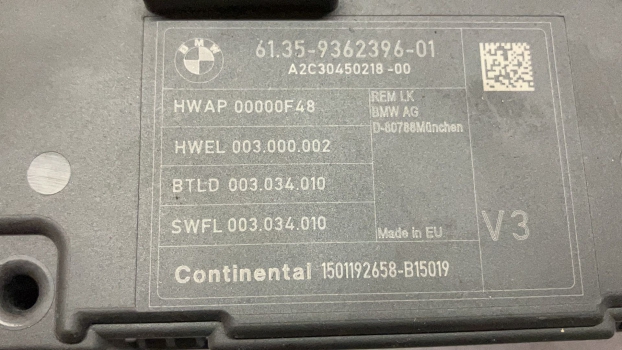 BMW
61.35-9362396-01
A2C30450218-00
HWAP 00000F48
REM LK
BMW AG
D-80788München
HWEL 003.000.002
BTLD 003.034.010
SWFL 003.034.010
Made in EU
V3
Continental 1501192658-B15019